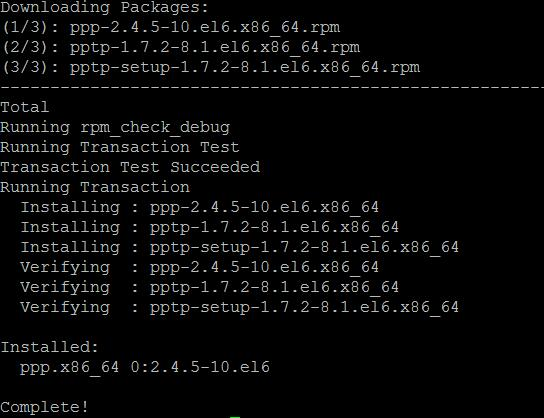 Downloading Packages:
(1/3): ppp-2.4.5-10.el6.x86_64.rpm
(2/3): pptp-1.7.2-8.1.el6.x86_64.rpm
(3/3): pptp-setup-1.7.2-8.1.el6.x86_64.rpm
--------------------------------------------------------
Total
Running rpm_check_debug
Running Transaction Test
Transaction Test Succeeded
Running Transaction
  Installing : ppp-2.4.5-10.el6.x86_64
  Installing : pptp-1.7.2-8.1.el6.x86_64
  Installing : pptp-setup-1.7.2-8.1.el6.x86_64
  Verifying  : ppp-2.4.5-10.el6.x86_64
  Verifying  : pptp-1.7.2-8.1.el6.x86_64
  Verifying  : pptp-setup-1.7.2-8.1.el6.x86_64

Installed:
  ppp.x86_64 0:2.4.5-10.el6

Complete!